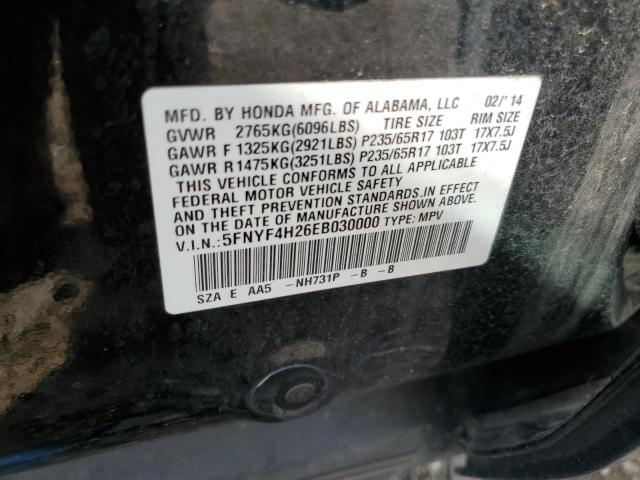 MFD. BY HONDA MFG. OF ALABAMA, LLC 02/'14
GVWR 2765KG(6096LBS) TIRE SIZE RIM SIZE
GAWR F 1325KG(2921LBS) P235/65R17 103T 17X7.5J
GAWR R 1475KG(3251LBS) P235/65R17 103T 17X7.5J
THIS VEHICLE CONFORMS TO ALL APPLICABLE
FEDERAL MOTOR VEHICLE SAFETY
AND THEFT PREVENTION STANDARDS IN EFFECT
ON THE DATE OF MANUFACTURE SHOWN ABOVE.
V.I.N.:5FNYF4H26EB030000 TYPE: MPV
SZA E AA5 -NH731P -B -B